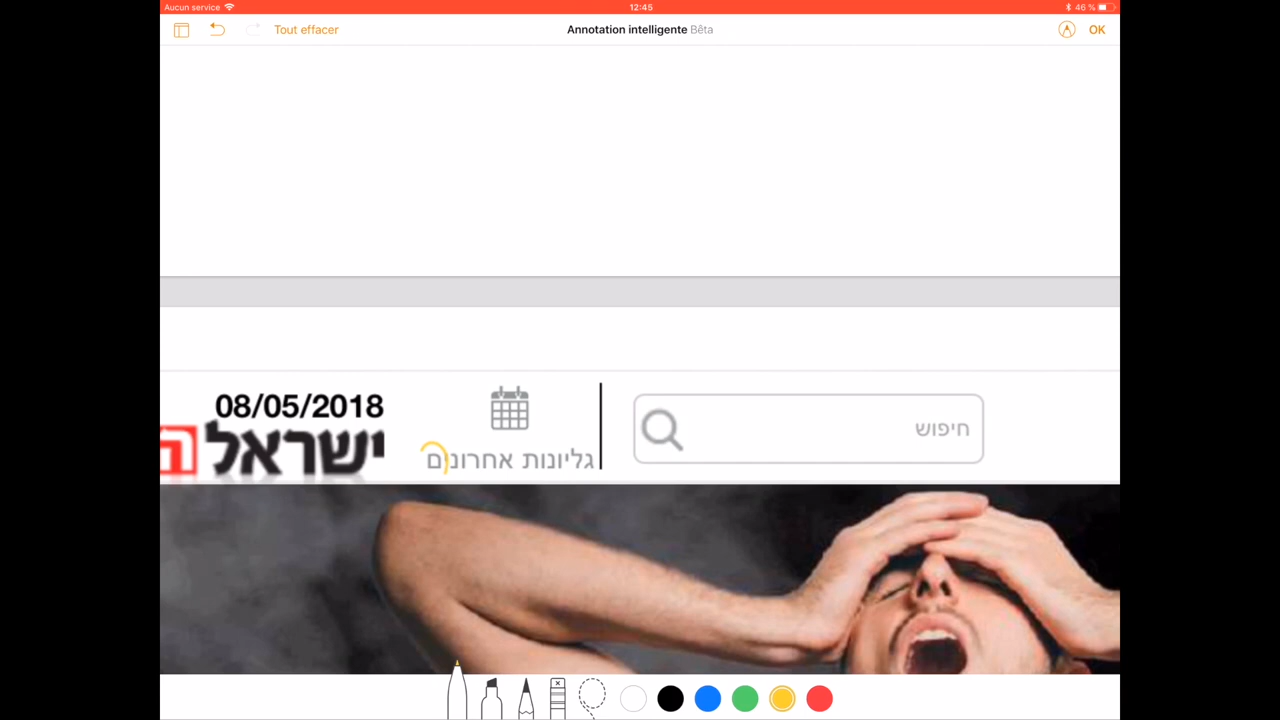 Aucun service
12:45
46 %
Tout effacer
Annotation intelligente Bêta
OK
08/05/2018
ישראל ה
גליונות אחרונים
חיפוש